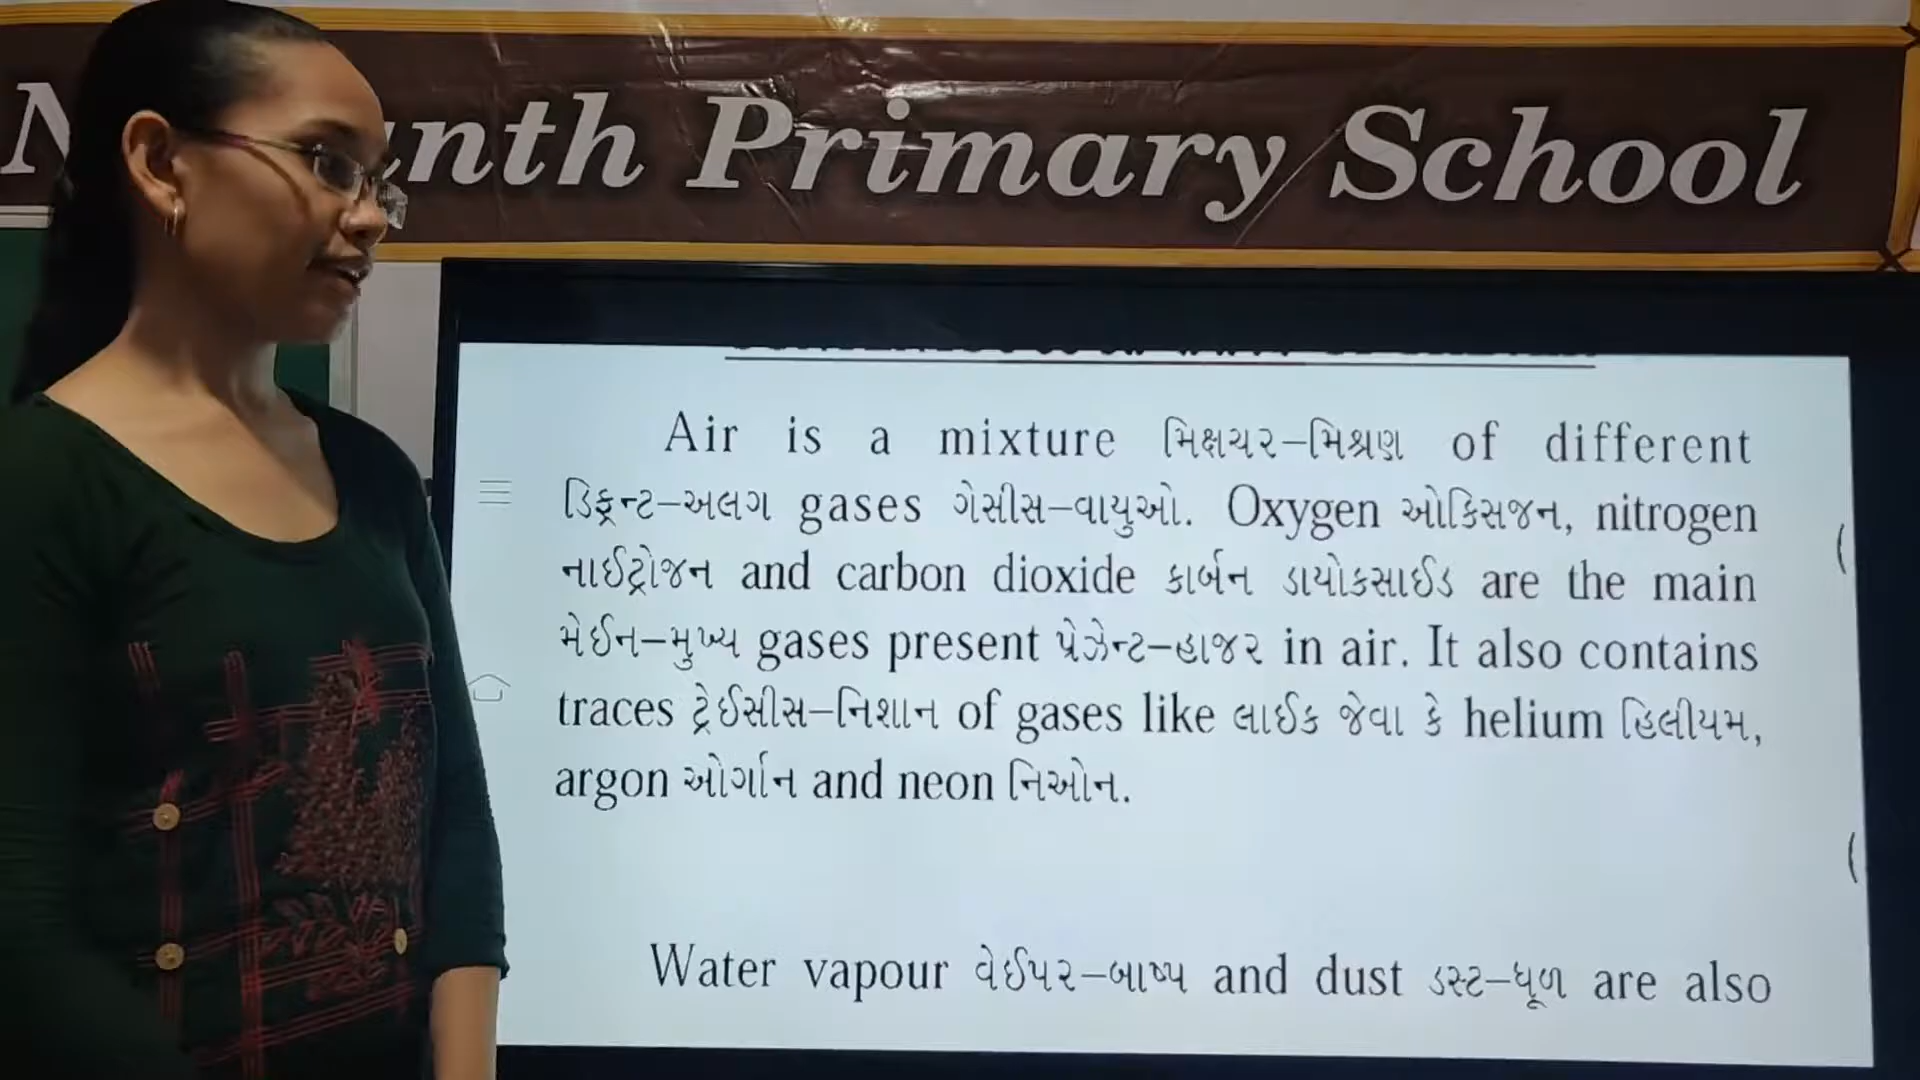 Primary School
Air is a mixture મિક્ષચર–મિશ્રણ of different
ડિફ્રન્ટ–અલગ gases ગેસીસ–વાયુઓ. Oxygen ઓક્સિજન, nitrogen
નાઈટ્રોજન and carbon dioxide કાર્બન ડાયોકસાઈડ are the main
મેઈન–મુખ્ય gases present પ્રેઝેન્ટ–હાજર in air. It also contains
traces ટ્રેઈસીસ–નિશાન of gases like લાઈક જેવા કે helium હિલીયમ,
argon ઓર્ગાન and neon નિઓન.
Water vapour વેઈપર–બાષ્પ and dust ડસ્ટ–ધૂળ are also